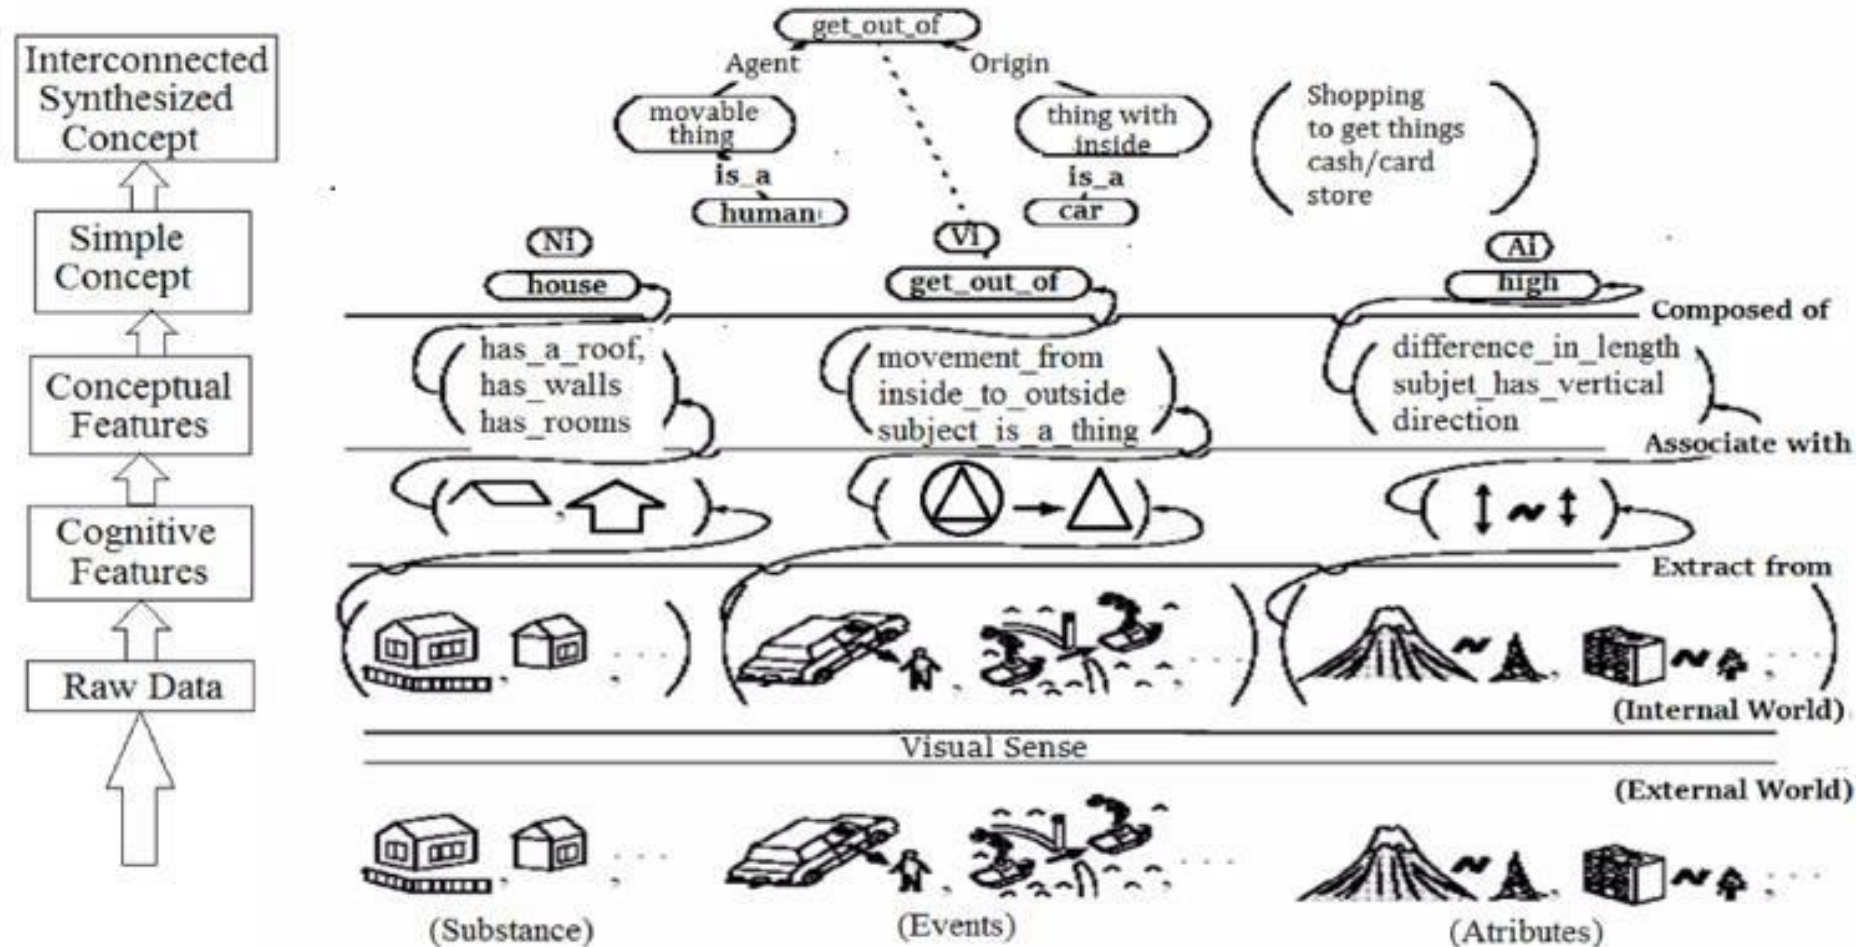 get_out_of
Agent
Origin
movable
thing
thing with
inside
is_a
is_a
human
car
Shopping
to get things
cash/card
store
Interconnected
Synthesized
Concept
Simple
Concept
Conceptual
Features
Cognitive
Features
Raw Data
Ni
Vi
Ai
house
get_out_of
high
Composed of
has_a_roof,
has_walls
has_rooms
movement_from
inside_to_outside
subject_is_a_thing
difference_in_length
subjet_has_vertical
direction
Associate with
Extract from
(Internal World)
Visual Sense
(External World)
(Substance)
(Events)
(Atributes)